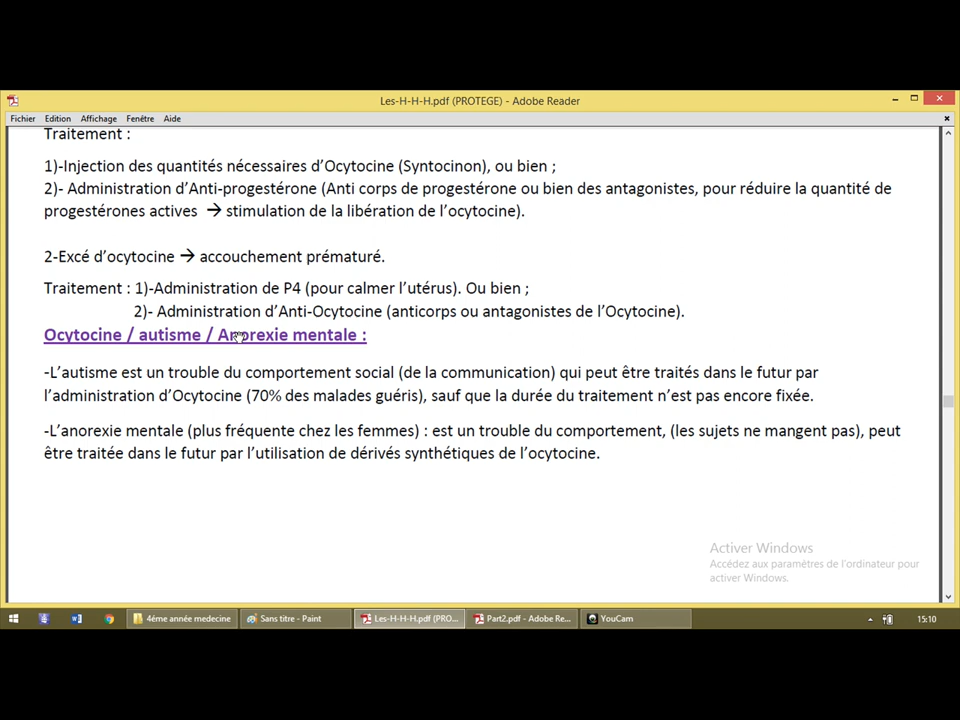 Les-H-H-H.pdf (PROTEGE) - Adobe Reader
Fichier Edition Affichage Fenêtre Aide
Traitement :
1)-Injection des quantités nécessaires d’Ocytocine (Syntocinon), ou bien ;
2)- Administration d’Anti-progestérone (Anti corps de progestérone ou bien des antagonistes, pour réduire la quantité de
progestérones actives → stimulation de la libération de l’ocytocine).
2-Excé d’ocytocine → accouchement prématuré.
Traitement : 1)-Administration de P4 (pour calmer l’utérus). Ou bien ;
2)- Administration d’Anti-Ocytocine (anticorps ou antagonistes de l’Ocytocine).
Ocytocine / autisme / Anorexie mentale :
-L’autisme est un trouble du comportement social (de la communication) qui peut être traités dans le futur par
l’administration d’Ocytocine (70% des malades guéris), sauf que la durée du traitement n’est pas encore fixée.
-L’anorexie mentale (plus fréquente chez les femmes) : est un trouble du comportement, (les sujets ne mangent pas), peut
être traitée dans le futur par l’utilisation de dérivés synthétiques de l’ocytocine.
Activer Windows
Accédez aux paramètres de l’ordinateur pour
activer Windows.
4éme année medecine Sans titre - Paint Les-H-H-H.pdf (PRO... Part2.pdf - Adobe Re... YouCam 15:10